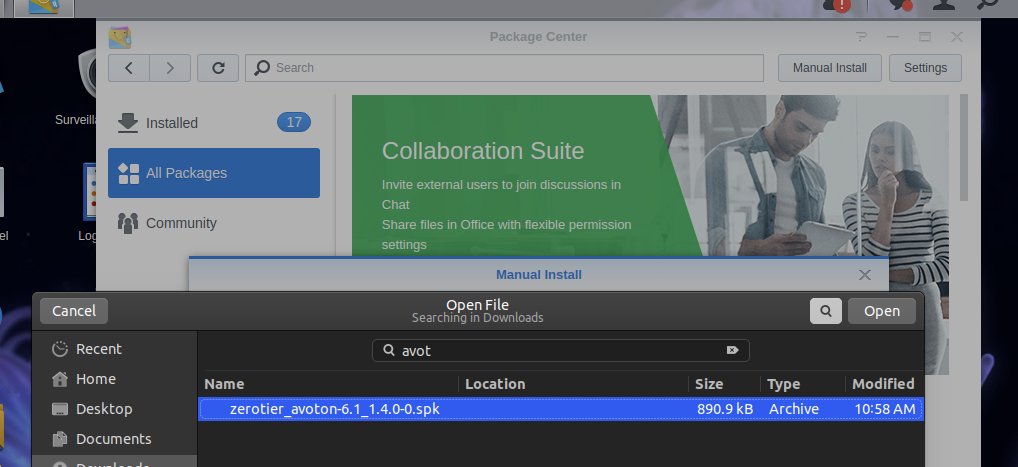 Package Center
Search
Manual Install
Settings
Surveilla
Installed
17
All Packages
Community
Log
el
Collaboration Suite
Invite external users to join discussions in
Chat
Share files in Office with flexible permission
settings
Manual Install
Cancel
Open File
Searching in Downloads
Open
Recent
Home
Desktop
Documents
Downloads
avot
Name Location Size Type Modified
zerotier_avoton-6.1_1.4.0-0.spk 890.9 kB Archive 10:58 AM